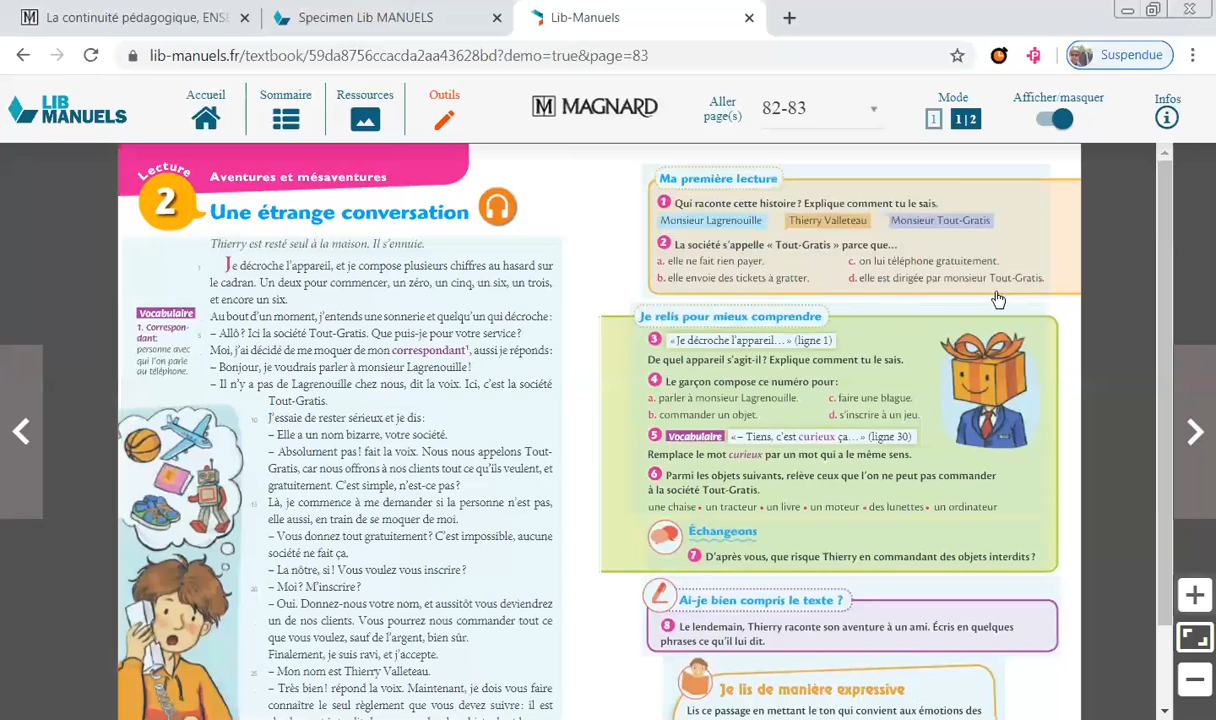 La continuité pédagogique, ENSE
Specimen Lib MANUELS
Lib-Manuels
lib-manuels.fr/textbook/59da8756ccacda2aa43628bd?demo=true&page=83
Suspendue
LIB MANUELS
Accueil
Sommaire
Ressources
Outils
MAGNARD
Aller page(s)
82-83
Mode
1
1|2
Afficher/masquer
Infos
Lecture
2
Aventures et mésaventures
Une étrange conversation
Thierry est resté seul à la maison. Il s'ennuie.
1
Je décroche l'appareil, et je compose plusieurs chiffres au hasard sur
le cadran. Un deux pour commencer, un zéro, un cinq, un six, un trois,
et encore un six.
Au bout d'un moment, j'entends une sonnerie et quelqu'un qui décroche :
5
– Allô ? Ici la société Tout-Gratis. Que puis-je pour votre service ?
Moi, j'ai décidé de me moquer de mon correspondant¹, aussi je réponds :
– Bonjour, je voudrais parler à monsieur Lagrenouille !
– Il n'y a pas de Lagrenouille chez nous, dit la voix. Ici, c'est la société
Tout-Gratis.
10
J'essaie de rester sérieux et je dis :
– Elle a un nom bizarre, votre société.
– Absolument pas ! fait la voix. Nous nous appelons Tout-
Gratis, car nous offrons à nos clients tout ce qu'ils veulent, et
gratuitement. C'est simple, n'est-ce pas ?
15
Là, je commence à me demander si la personne n'est pas,
elle aussi, en train de se moquer de moi.
– Vous donnez tout gratuitement ? C'est impossible, aucune
société ne fait ça.
– La nôtre, si ! Vous voulez vous inscrire ?
20
– Moi ? M'inscrire ?
– Oui. Donnez-nous votre nom, et aussitôt vous deviendrez
un de nos clients. Vous pourrez nous commander tout ce
que vous voulez, sauf de l'argent, bien sûr.
Finalement, je suis ravi, et j'accepte.
25
– Mon nom est Thierry Valleteau.
– Très bien ! répond la voix. Maintenant, je dois vous faire
connaître le seul règlement que vous devez suivre : il est
Vocabulaire
1. Correspon-
dant :
personne avec
qui l'on parle
au téléphone.
Ma première lecture
1 Qui raconte cette histoire ? Explique comment tu le sais.
Monsieur Lagrenouille Thierry Valleteau Monsieur Tout-Gratis
2 La société s'appelle « Tout-Gratis » parce que…
a. elle ne fait rien payer. c. on lui téléphone gratuitement.
b. elle envoie des tickets à gratter. d. elle est dirigée par monsieur Tout-Gratis.
Je relis pour mieux comprendre
3 «Je décroche l'appareil…» (ligne 1)
De quel appareil s'agit-il ? Explique comment tu le sais.
4 Le garçon compose ce numéro pour :
a. parler à monsieur Lagrenouille. c. faire une blague.
b. commander un objet. d. s'inscrire à un jeu.
5 Vocabulaire «– Tiens, c'est curieux ça…» (ligne 30)
Remplace le mot curieux par un mot qui a le même sens.
6 Parmi les objets suivants, relève ceux que l'on ne peut pas commander
à la société Tout-Gratis.
une chaise • un tracteur • un livre • un moteur • des lunettes • un ordinateur
Échangeons
7 D'après vous, que risque Thierry en commandant des objets interdits ?
Ai-je bien compris le texte ?
8 Le lendemain, Thierry raconte son aventure à un ami. Écris en quelques
phrases ce qu'il lui dit.
Je lis de manière expressive
Lis ce passage en mettant le ton qui convient aux émotions des